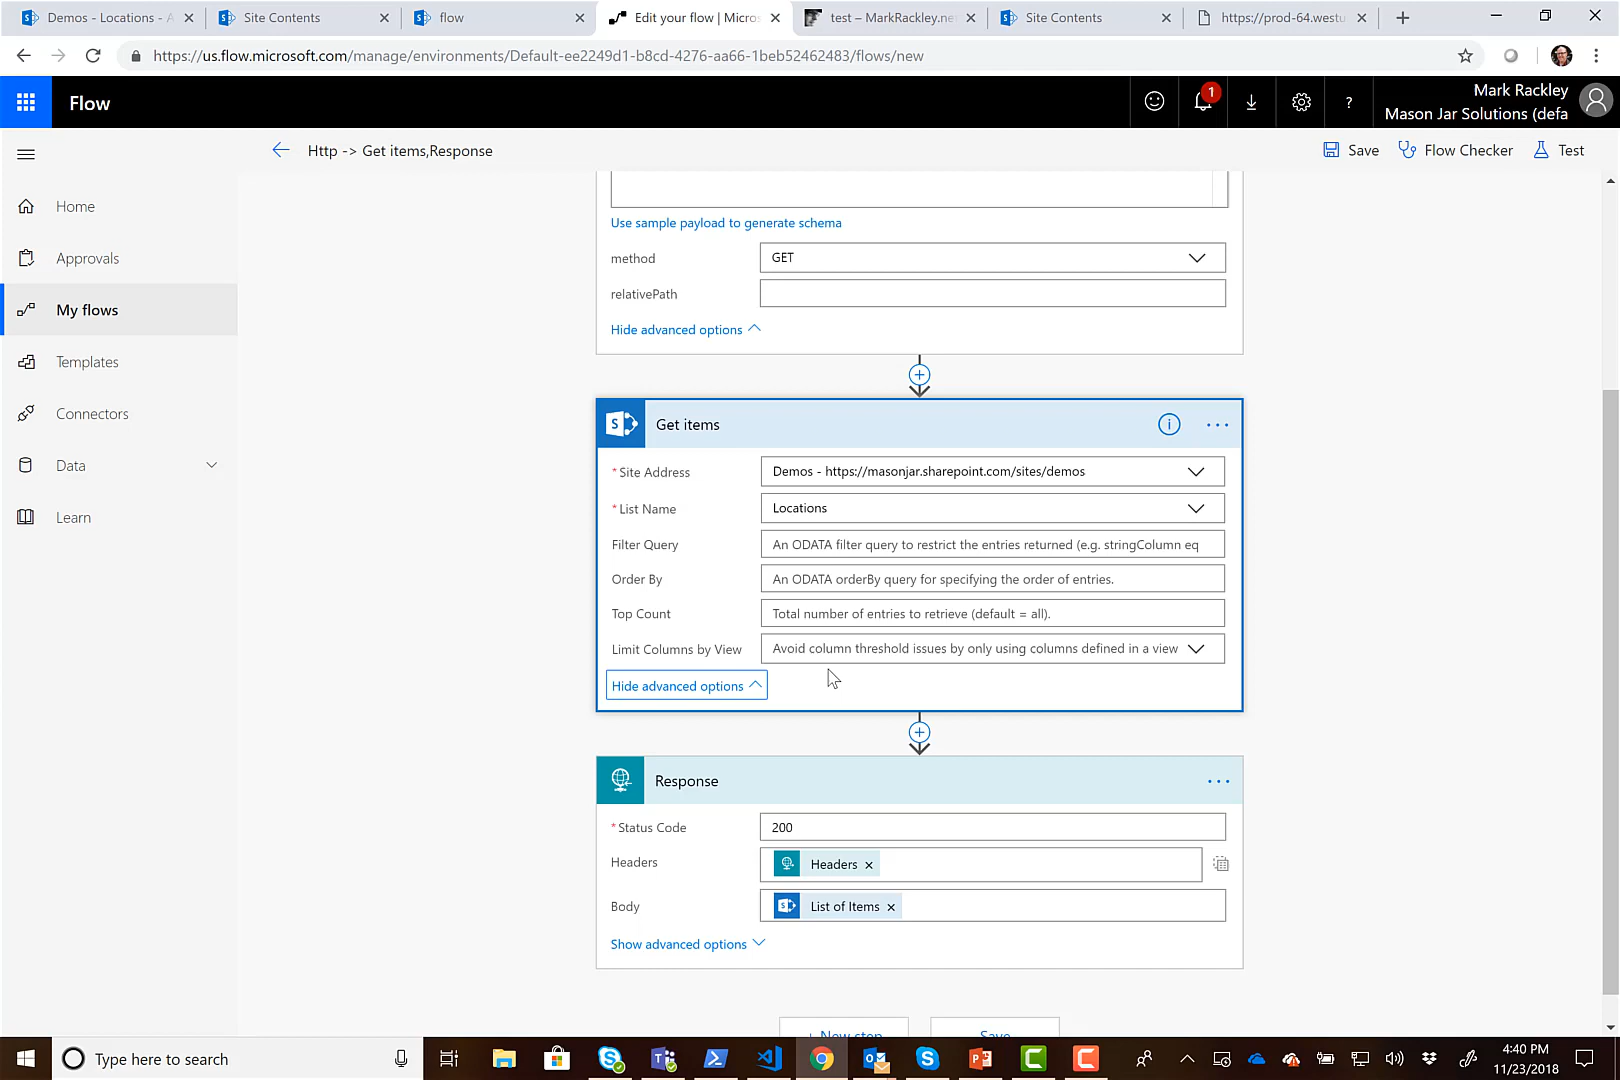 Demos - Locations - A
Site Contents
flow
Edit your flow | Micros
test – MarkRackley.ne
Site Contents
https://prod-64.westu
https://us.flow.microsoft.com/manage/environments/Default-ee2249d1-b8cd-4276-aa66-1beb52462483/flows/new
Flow
1
?
Mark Rackley
Mason Jar Solutions (defa
Http -> Get items,Response
Save
Flow Checker
Test
Home
Approvals
My flows
Templates
Connectors
Data
Learn
Use sample payload to generate schema
method
GET
relativePath
Hide advanced options
S
Get items
i
* Site Address
Demos - https://masonjar.sharepoint.com/sites/demos
* List Name
Locations
Filter Query
An ODATA filter query to restrict the entries returned (e.g. stringColumn eq
Order By
An ODATA orderBy query for specifying the order of entries.
Top Count
Total number of entries to retrieve (default = all).
Limit Columns by View
Avoid column threshold issues by only using columns defined in a view
Hide advanced options
Response
* Status Code
200
Headers
Headers
Body
List of Items
Show advanced options
+ New step
Save
Type here to search
4:40 PM
11/23/2018